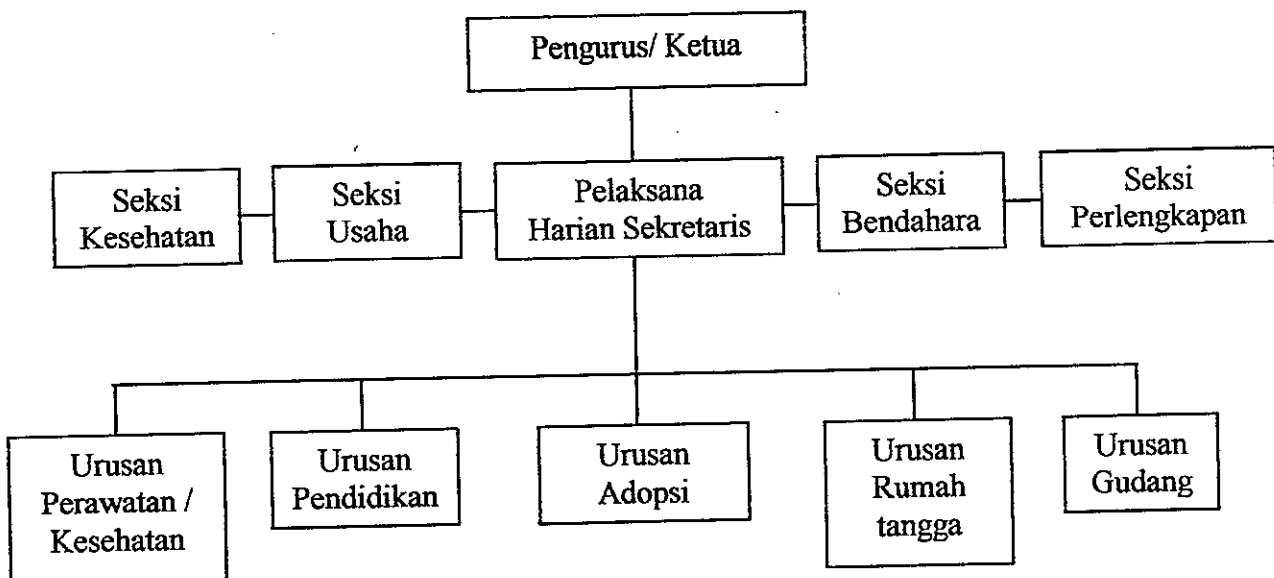 Pengurus/ Ketua
Seksi
Kesehatan
Seksi
Usaha
Pelaksana
Harian Sekretaris
Seksi
Bendahara
Seksi
Perlengkapan
Urusan
Perawatan /
Kesehatan
Urusan
Pendidikan
Urusan
Adopsi
Urusan
Rumah
tangga
Urusan
Gudang